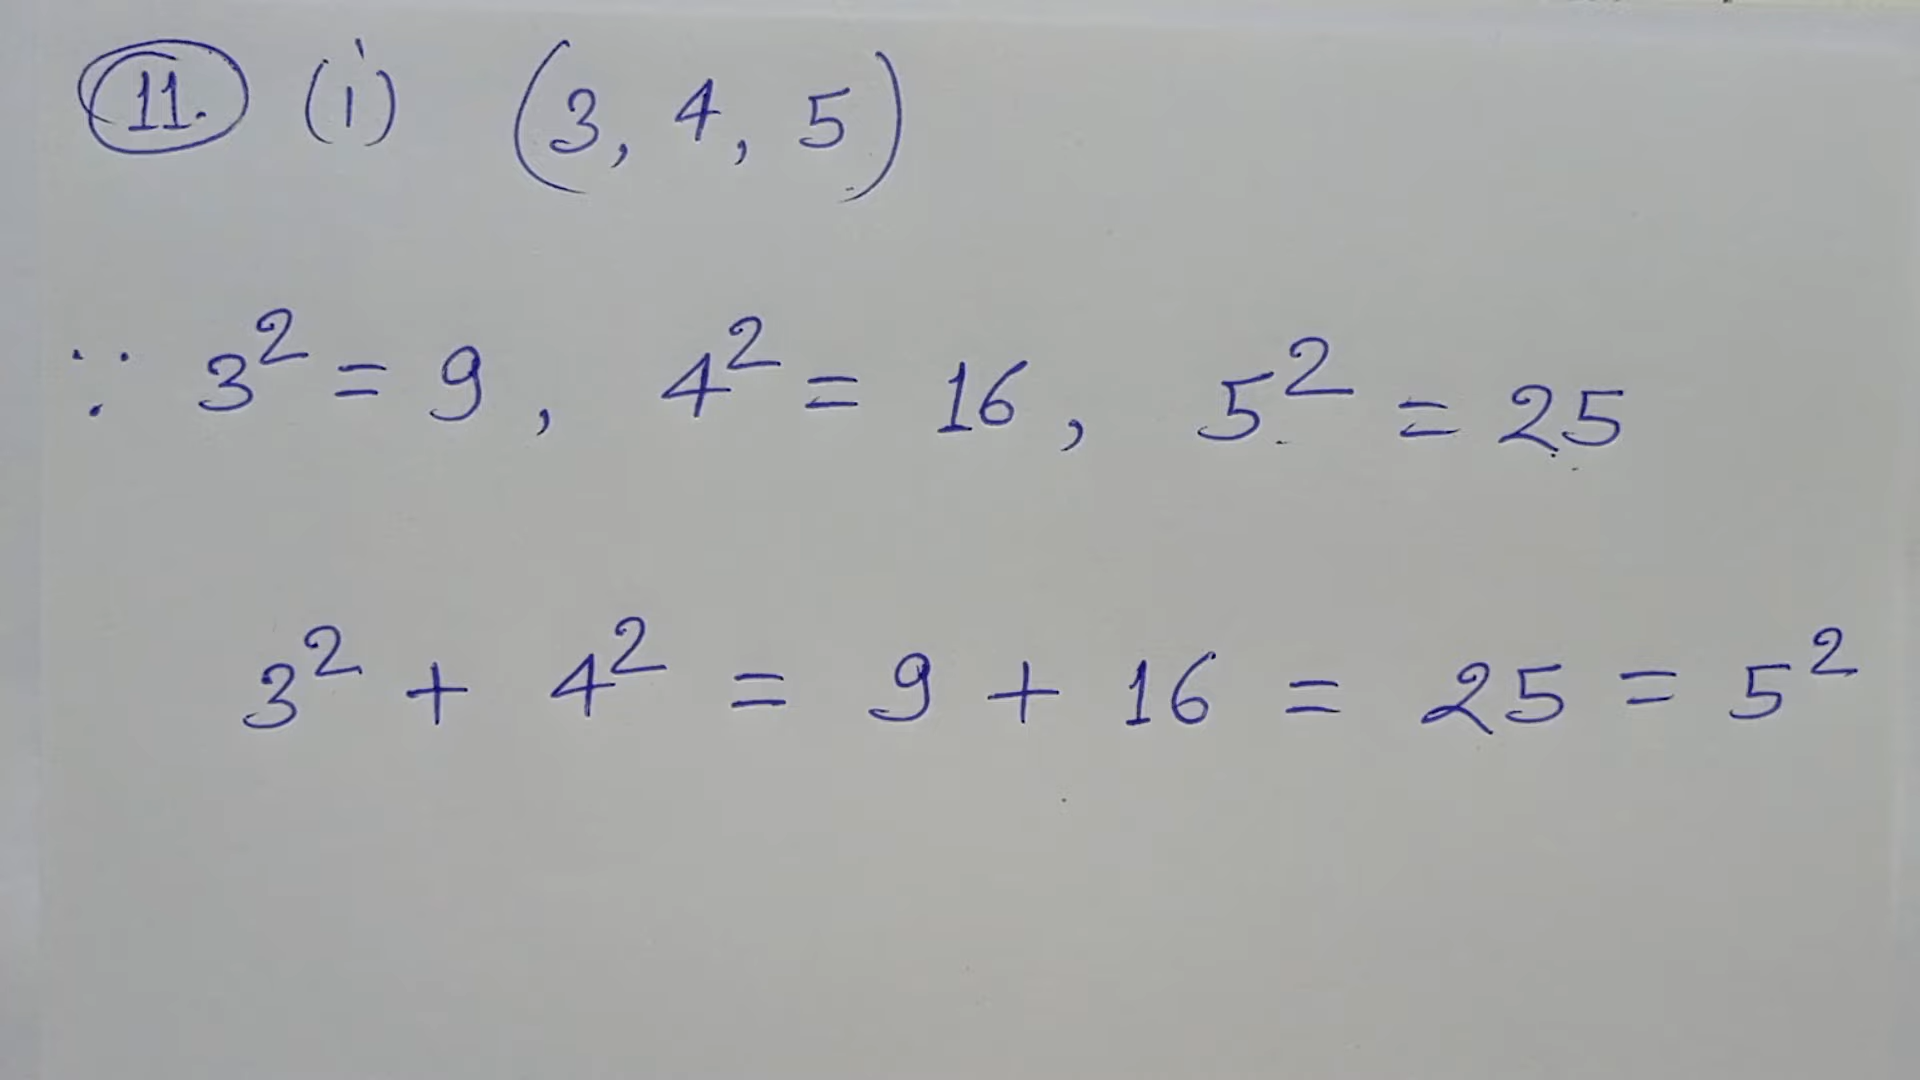 11. (i) (3, 4, 5)
∵ 3² = 9, 4² = 16, 5² = 25
3² + 4² = 9 + 16 = 25 = 5²